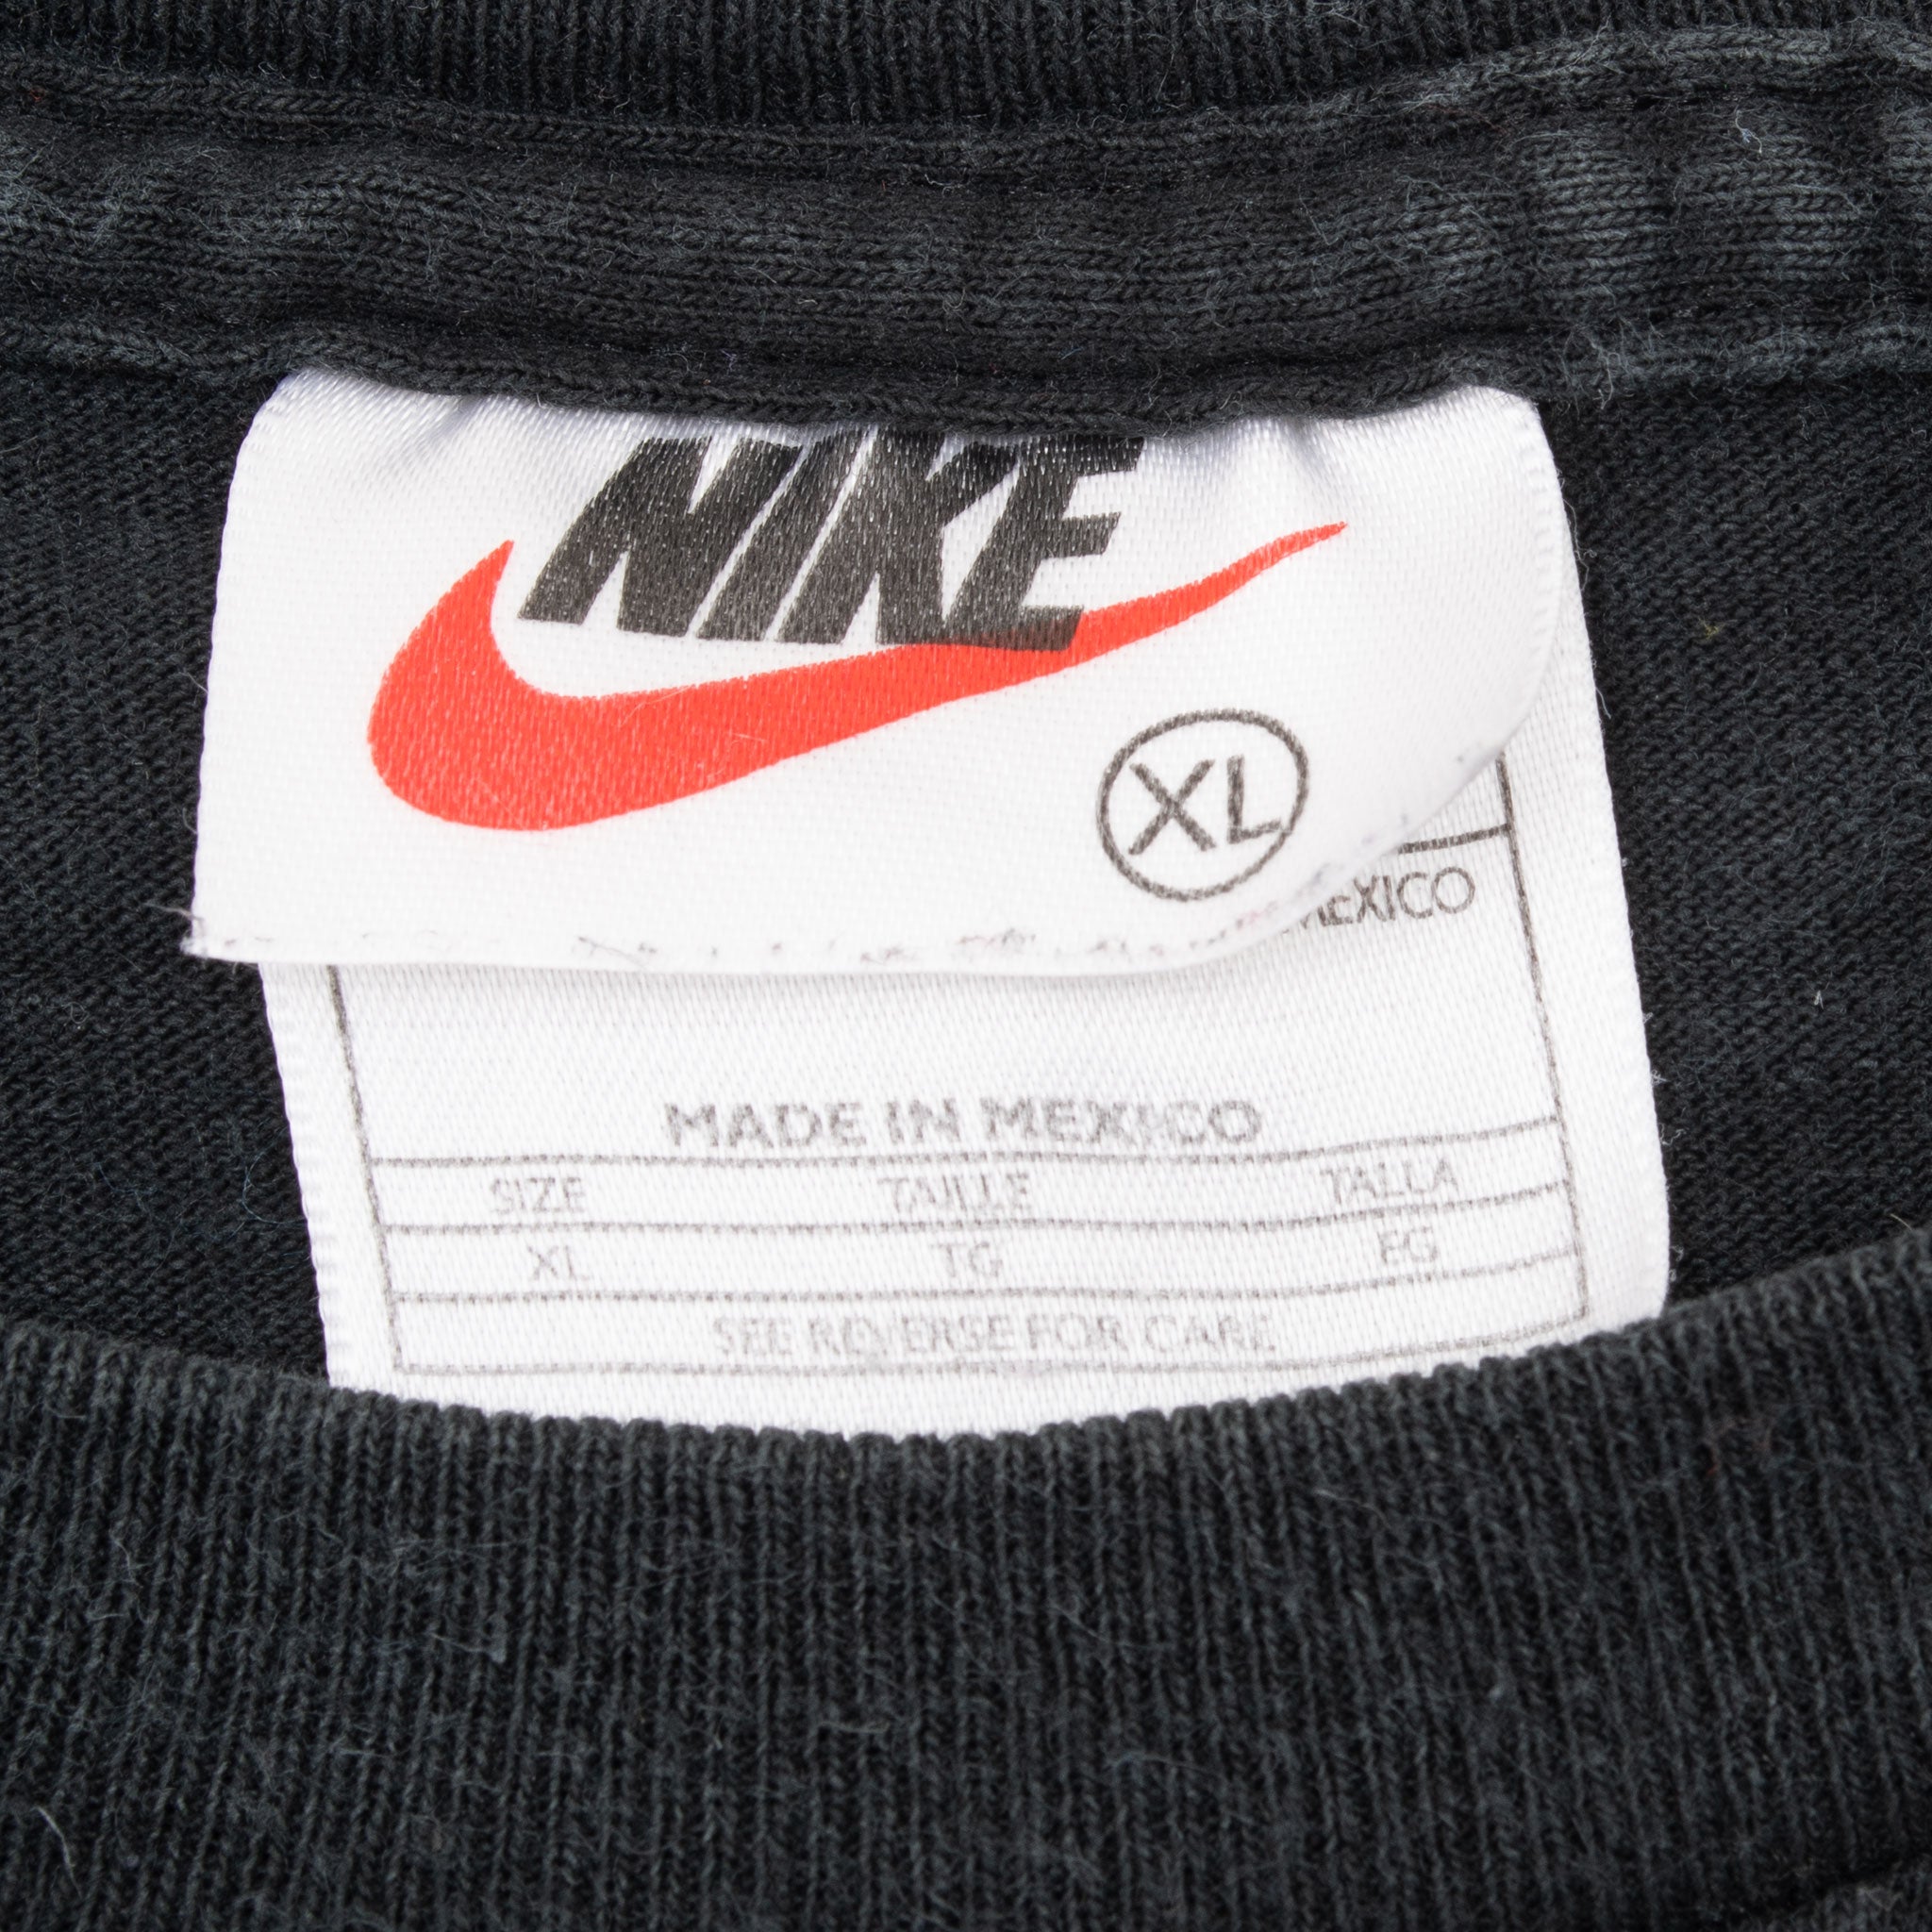 NIKE
XL
MEXICO
MADE IN MEXICO
SIZE TAILLE TALLA
XL TG EG
SEE REVERSE FOR CARE